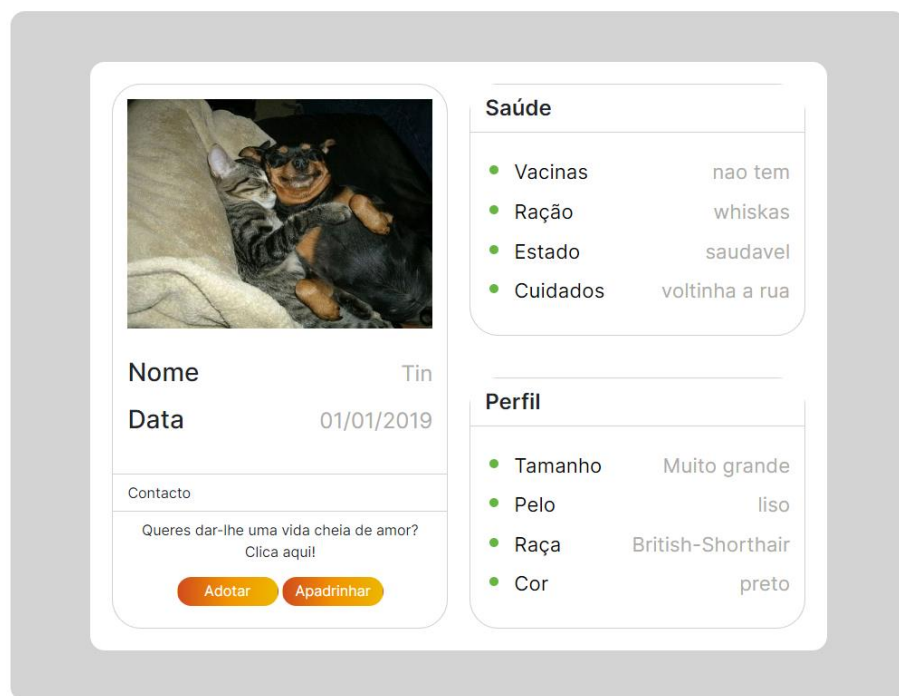 Nome Tin
Data 01/01/2019
Contacto
Queres dar-lhe uma vida cheia de amor?
Clica aqui!
Adotar Apadrinhar
Saúde
Vacinas nao tem
Ração whiskas
Estado saudavel
Cuidados voltinha a rua
Perfil
Tamanho Muito grande
Pelo liso
Raça British-Shorthair
Cor preto